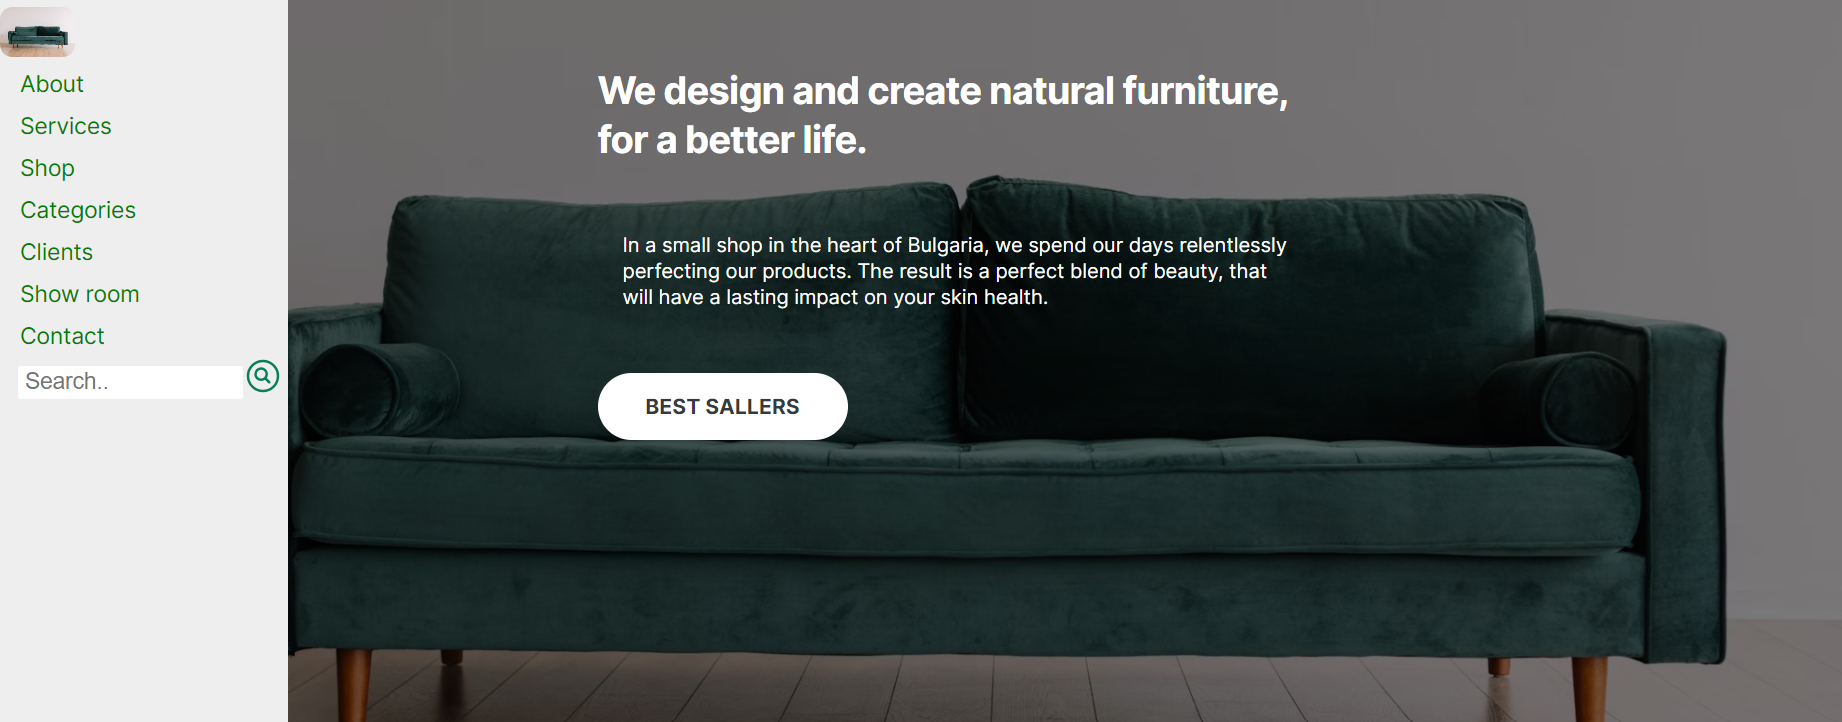 About
Services
Shop
Categories
Clients
Show room
Contact
Search..
We design and create natural furniture,
for a better life.
In a small shop in the heart of Bulgaria, we spend our days relentlessly
perfecting our products. The result is a perfect blend of beauty, that
will have a lasting impact on your skin health.
BEST SALLERS